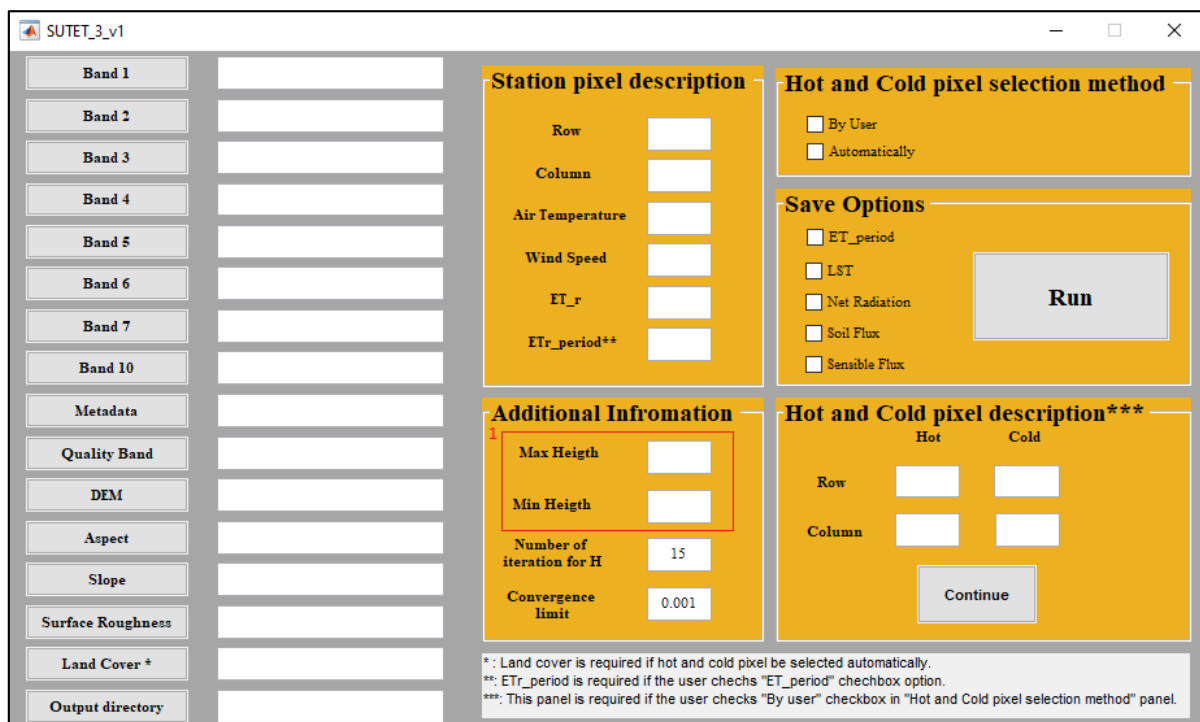 SUTET_3_v1
Band 1
Band 2
Band 3
Band 4
Band 5
Band 6
Band 7
Band 10
Metadata
Quality Band
DEM
Aspect
Slope
Surface Roughness
Land Cover *
Output directory
Station pixel description
Row
Column
Air Temperature
Wind Speed
ET_r
ETr_period**
Additional Infromation
1
Max Heigth
Min Heigth
Number of
iteration for H
15
Convergence
limit
0.001
Hot and Cold pixel selection method
By User
Automatically
Save Options
ET_period
LST
Net Radiation
Soil Flux
Sensible Flux
Run
Hot and Cold pixel description***
Hot Cold
Row
Column
Continue
* : Land cover is required if hot and cold pixel be selected automatically.
**: ETr_period is required if the user chechs "ET_period" chechbox option.
***: This panel is required if the user checks "By user" checkbox in "Hot and Cold pixel selection method" panel.